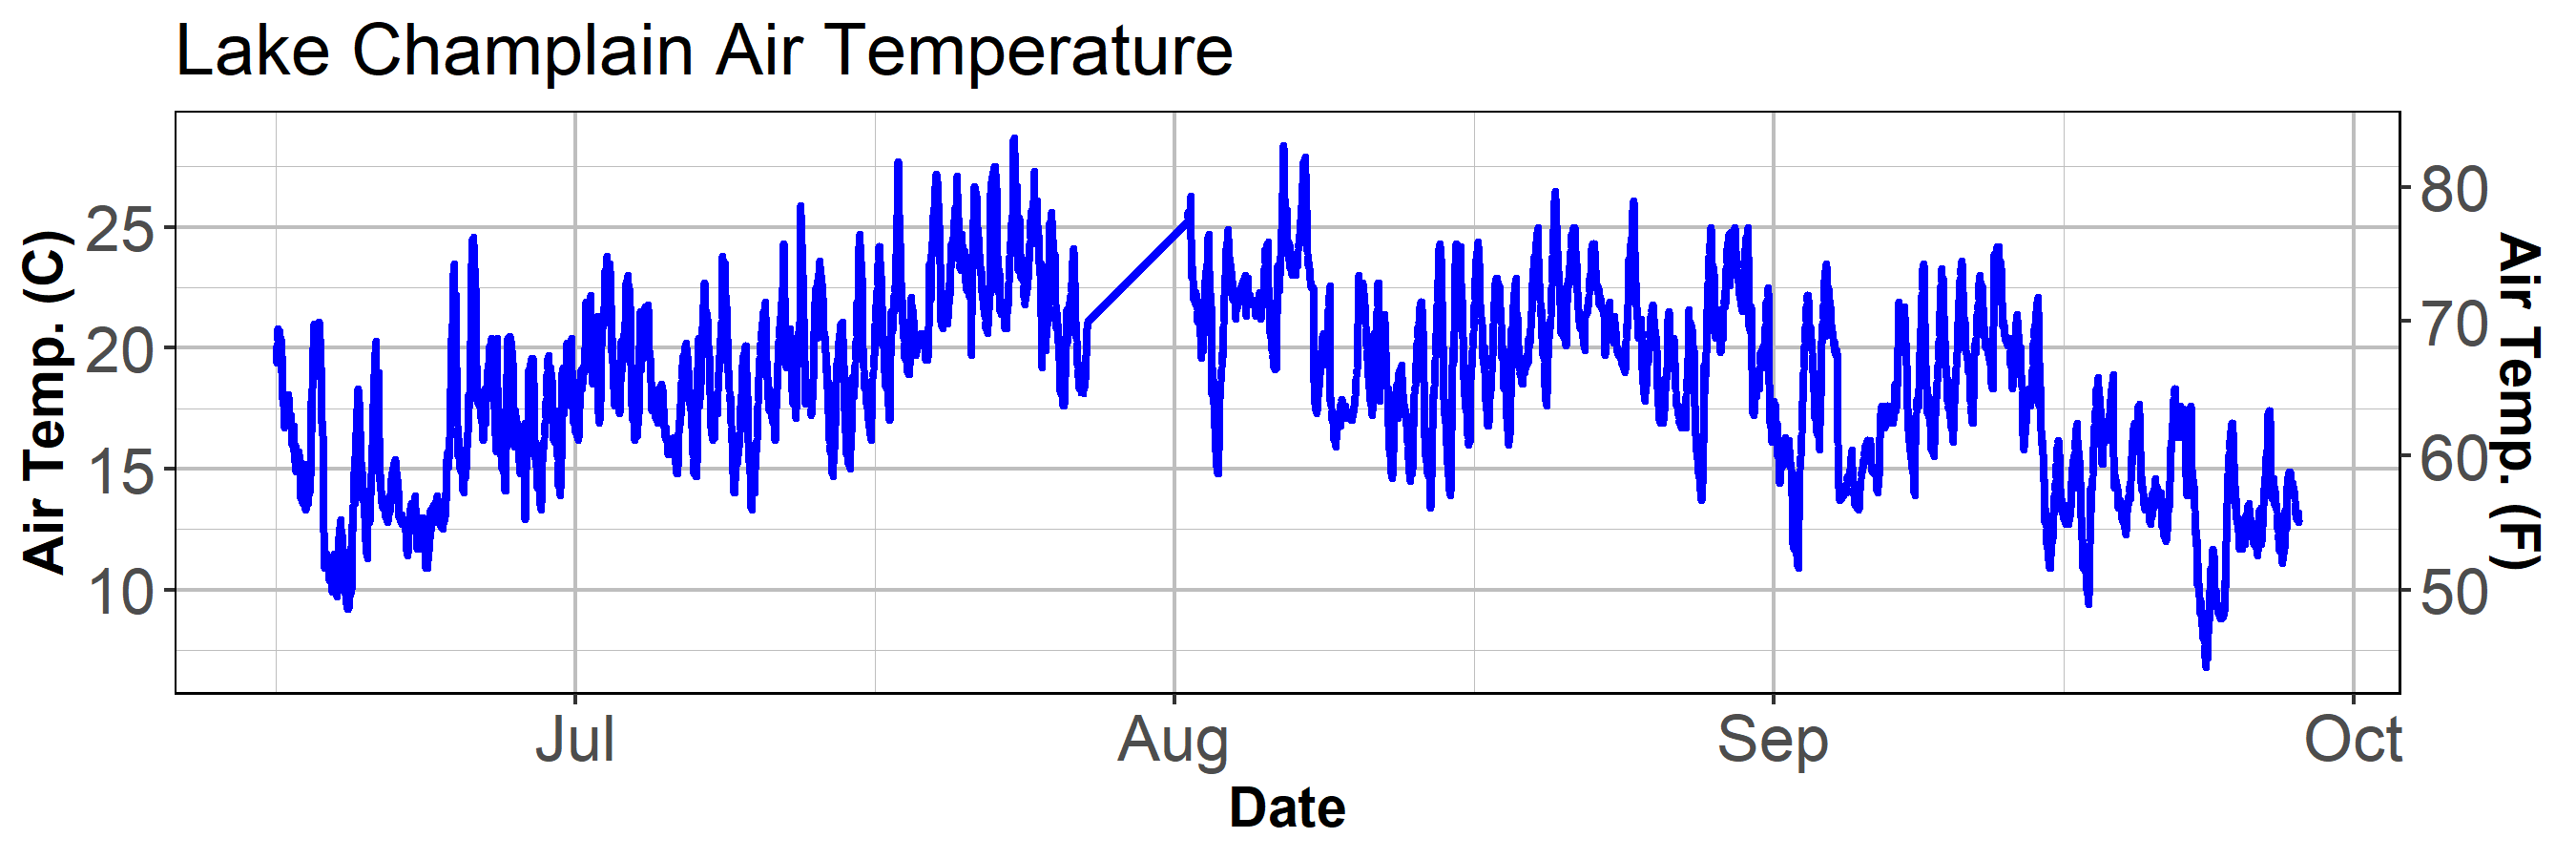 Lake Champlain Air Temperature
Air Temp. (C)
25
20
15
10
80
70
60
50
Air Temp. (F)
Jul Aug Sep Oct
Date